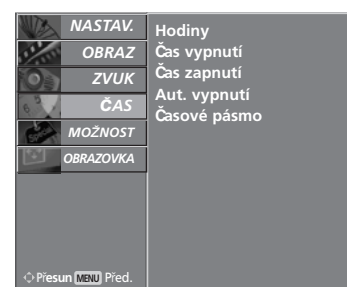 NASTAV.
OBRAZ
ZVUK
ČAS
MOŽNOST
OBRAZOVKA
Hodiny
Čas vypnutí
Čas zapnutí
Aut. vypnutí
Časové pásmo
Přesun MENU Před.